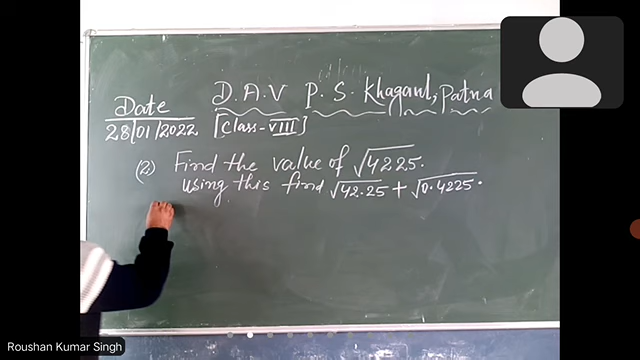 D.A.V P.S. Khagaul, Patna
Date
28/01/2022
[Class-VIII]
(2) Find the value of √4225.
using this find √42.25 + √0.4225.
Roushan Kumar Singh